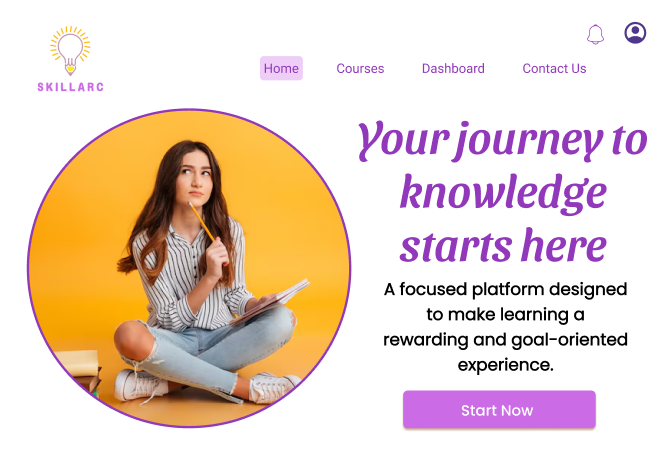 SKILLARC
Home Courses Dashboard Contact Us
Your journey to
knowledge
starts here
A focused platform designed
to make learning a
rewarding and goal-oriented
experience.
Start Now